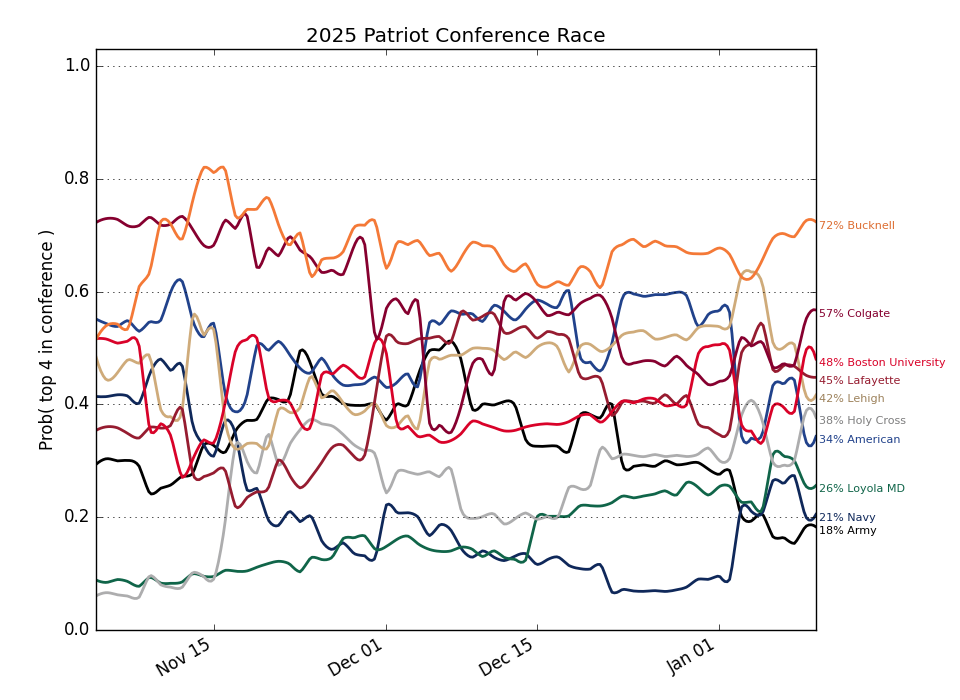 2025 Patriot Conference Race
Prob( top 4 in conference )
1.0
0.8
0.6
0.4
0.2
0.0
Nov 15
Dec 01
Dec 15
Jan 01
72% Bucknell
57% Colgate
48% Boston University
45% Lafayette
42% Lehigh
38% Holy Cross
34% American
26% Loyola MD
21% Navy
18% Army